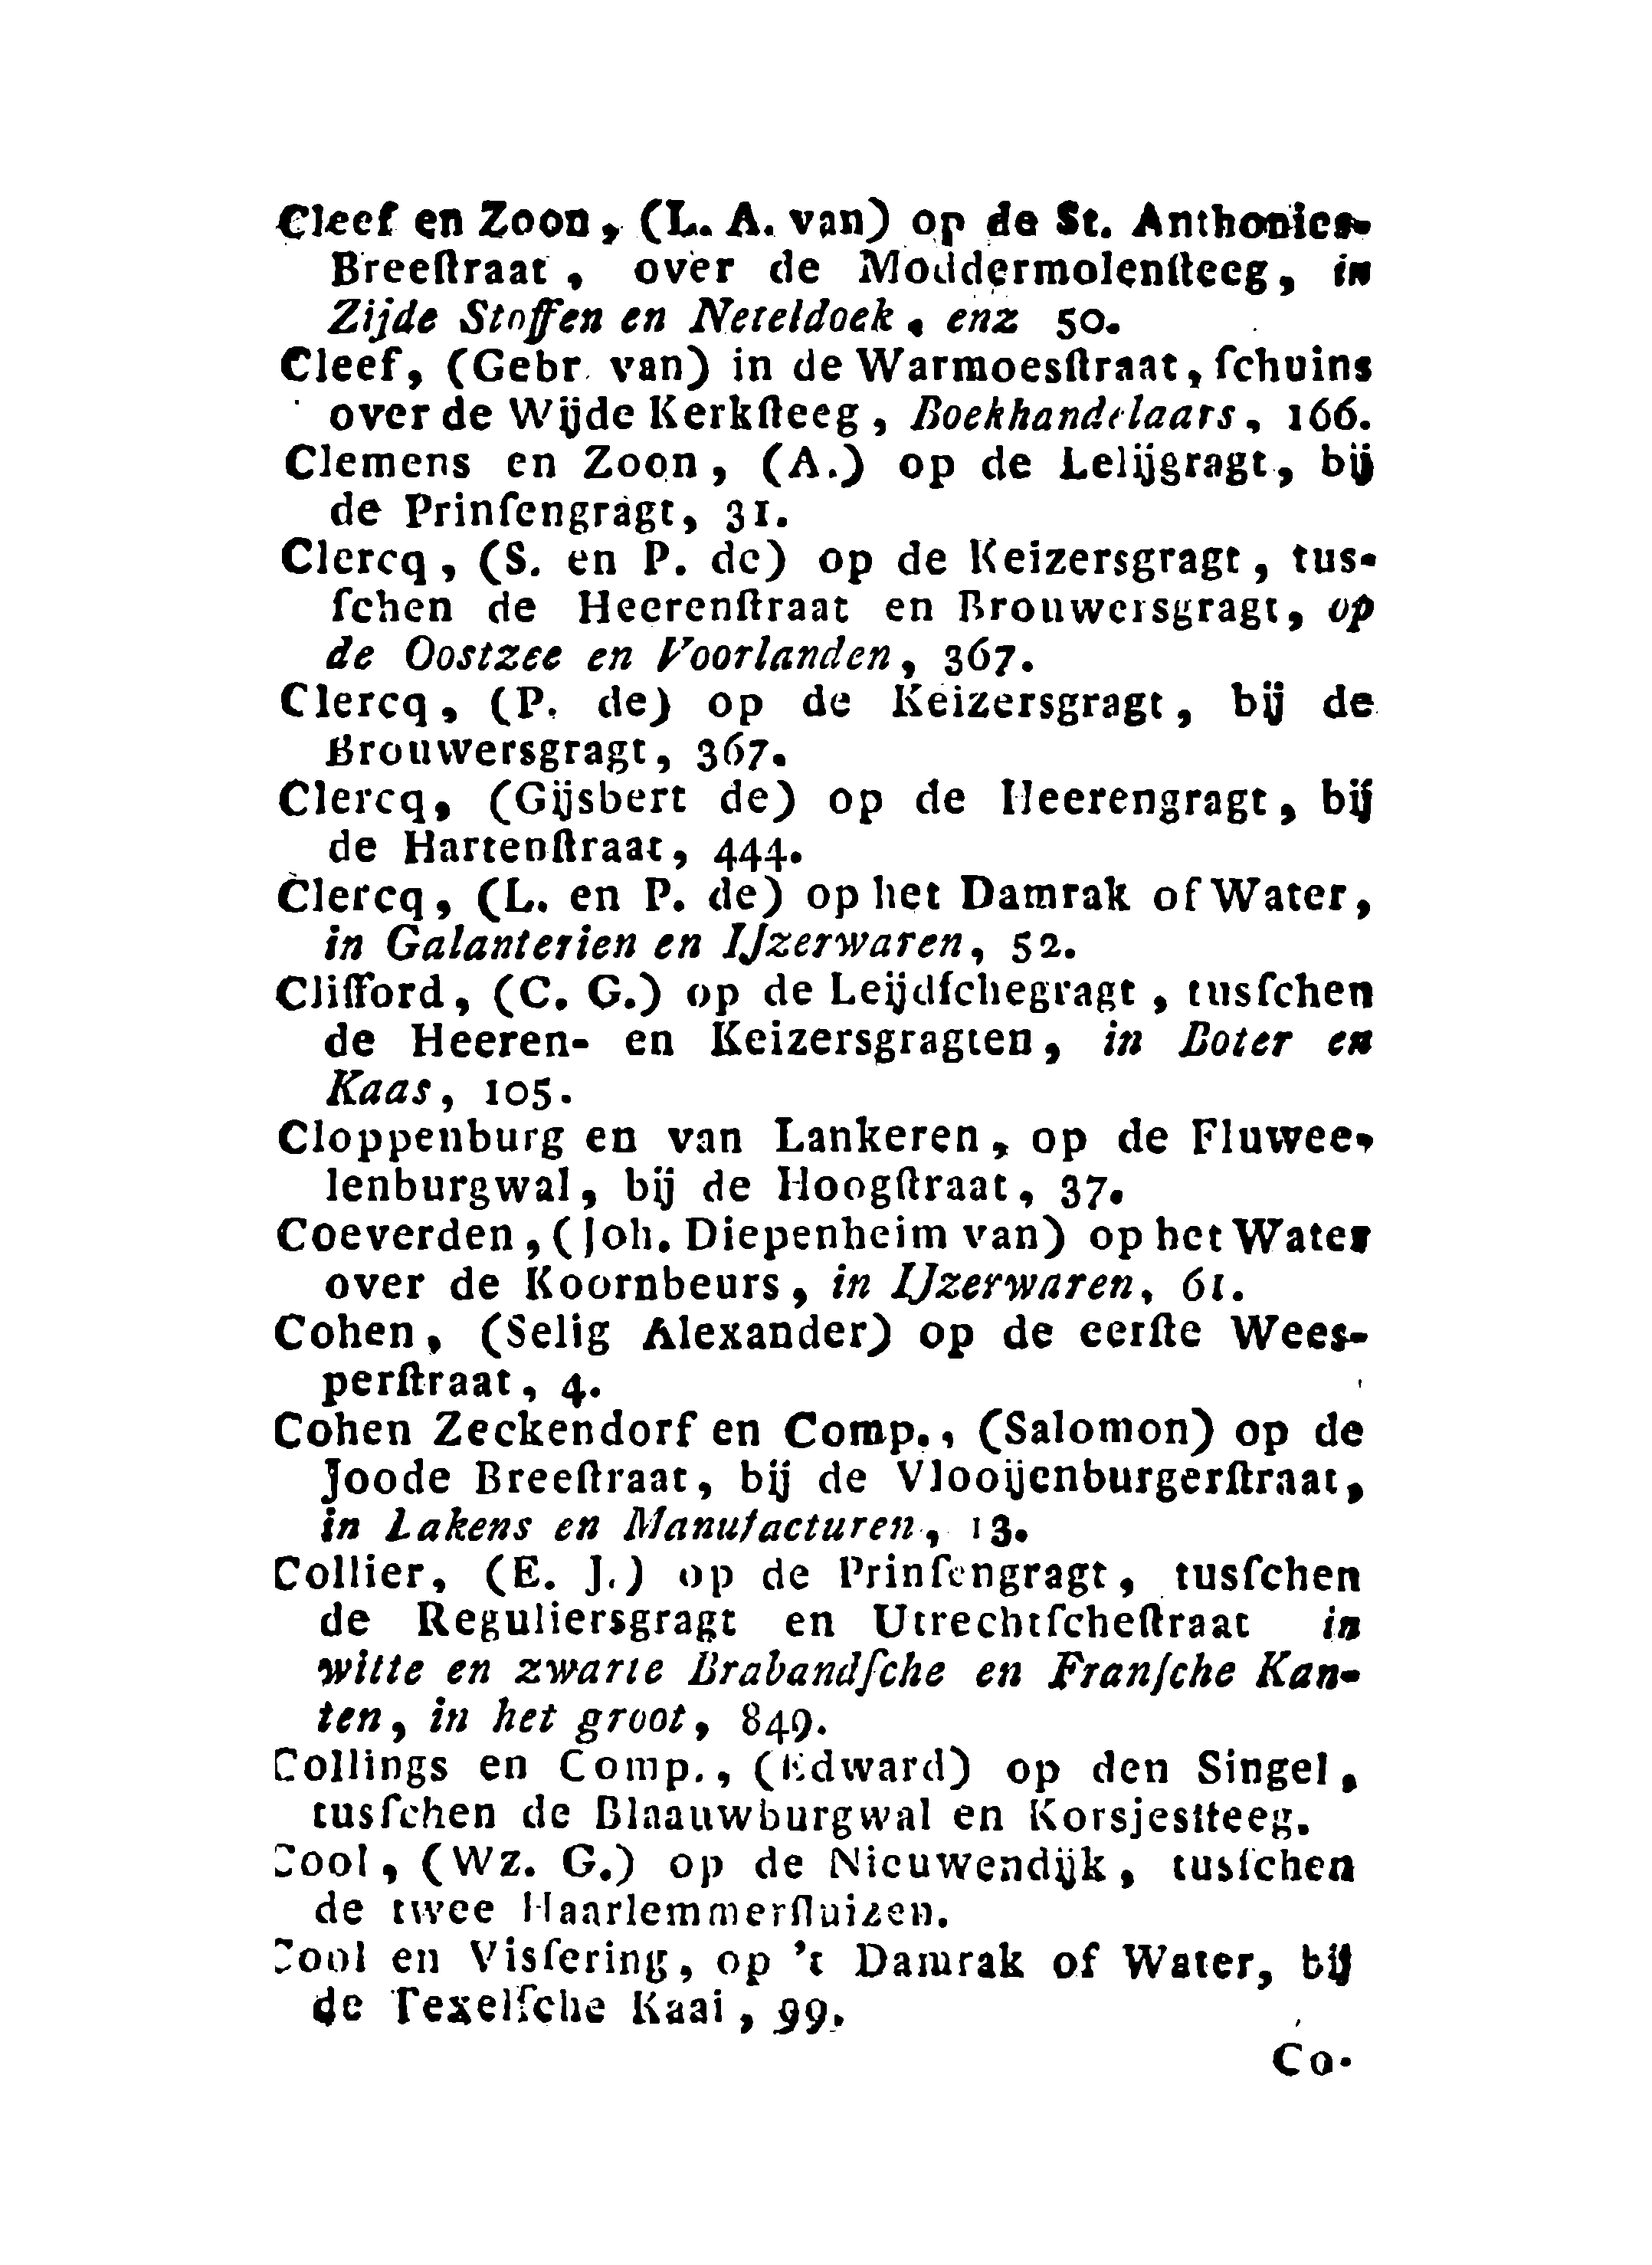 Cleef en Zoon, (L. A. van) op de St. Anthonies-
Breeſtraat, over de Moddermolenſteeg, in
Zijde Stoffen en Neteldoek, enz 50.
Cleef, (Gebr. van) in de Warmoesſtraat, ſchuins
over de Wijde Kerkſteeg, Boekhandelaars, 166.
Clemens en Zoon, (A.) op de Lelijgragt, bij
de Prinſengragt, 31.
Clercq, (S. en P. de) op de Keizersgragt, tus-
ſchen de Heerenſtraat en Brouwersgragt, op
de Oostzee en Voorlanden, 367.
Clercq, (P. de) op de Keizersgragt, bij de
Brouwersgragt, 367.
Clercq, (Gijsbert de) op de Heerengragt, bij
de Hartenſtraat, 444.
Clercq, (L. en P. de) op het Damrak of Water,
in Galanterien en IJzerwaren, 52.
Clifford, (C. G.) op de Leijdſchegragt, tusſchen
de Heeren- en Keizersgragten, in Boter en
Kaas, 105.
Cloppenburg en van Lankeren, op de Fluwee-
lenburgwal, bij de Hoogſtraat, 37.
Coeverden, (Joh. Diepenheim van) op het Water
over de Koornbeurs, in IJzerwaren, 61.
Cohen, (Selig Alexander) op de eerſte Wees-
perſtraat, 4.
Cohen Zeckendorf en Comp., (Salomon) op de
Joode Breeſtraat, bij de Vlooijenburgerſtraat,
in Lakens en Manufacturen, 13.
Collier, (E. J.) op de Prinſengragt, tusſchen
de Reguliersgragt en Utrechtſcheſtraat in
witte en zwarte Brabandſche en Franſche Kan-
ten, in het groot, 849.
Collings en Comp., (Edward) op den Singel,
tusſchen de Blaauwburgwal en Korsjesſteeg.
Cool, (Wz. G.) op de Nieuwendijk, tusſchen
de twee Haarlemmerſluizen.
Cool en Visſering, op 't Damrak of Water, bij
de Texelſche Kaai, 99.
Co-